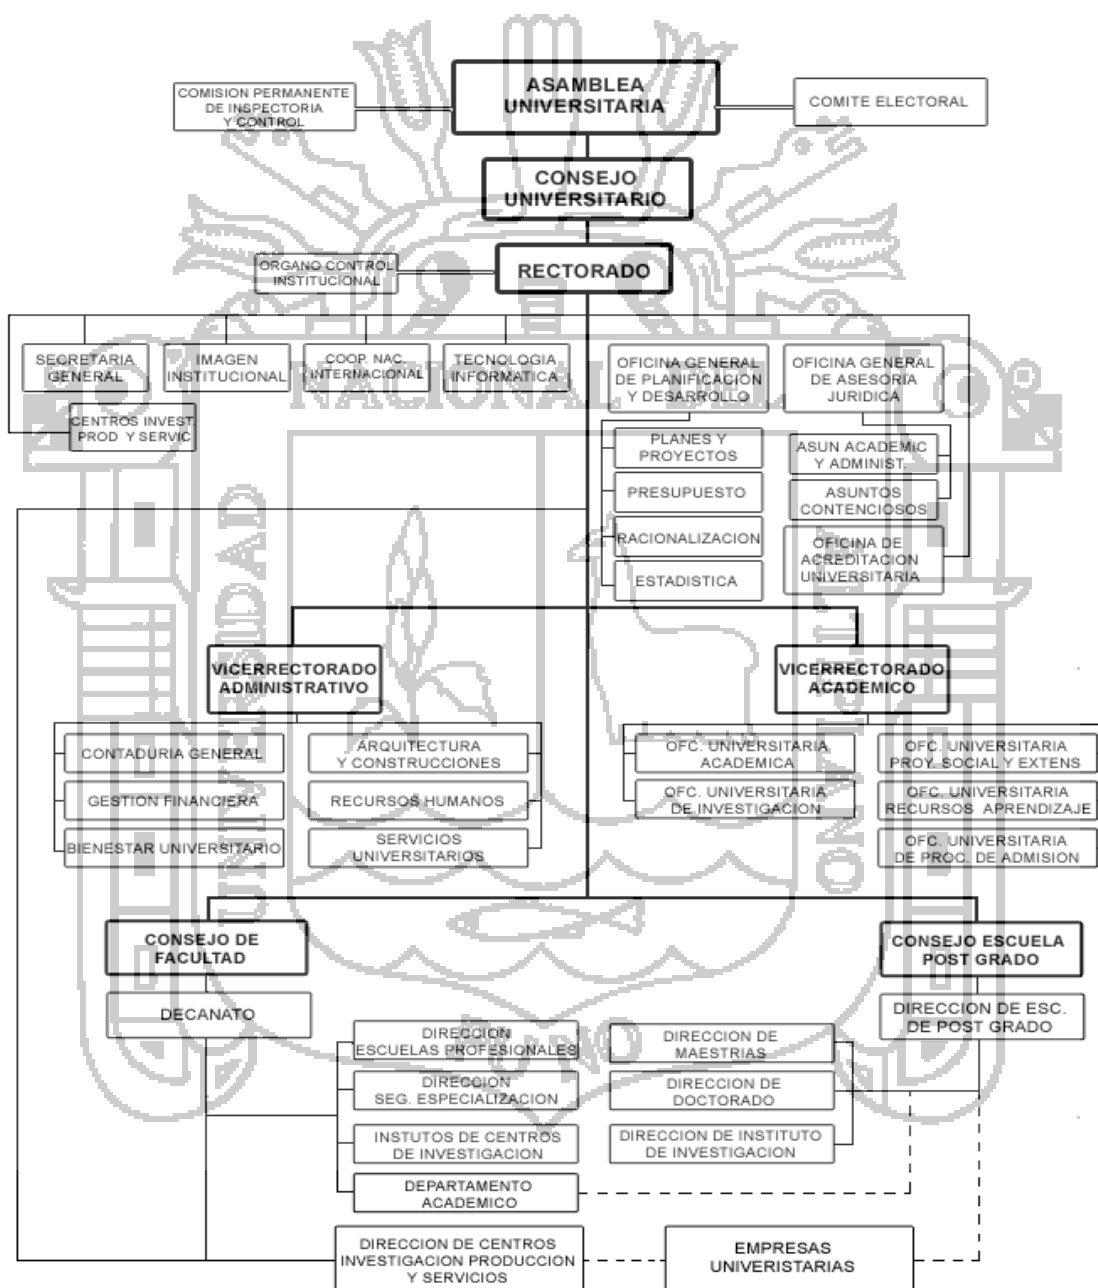 ASAMBLEA
UNIVERSITARIA
COMISION PERMANENTE
DE INSPECTORIA
Y CONTROL
COMITE ELECTORAL
CONSEJO
UNIVERSITARIO
RECTORADO
ORGANO CONTROL
INSTITUCIONAL
SECRETARIA
GENERAL
IMAGEN
INSTITUCIONAL
COOP. NAC.
INTERNACIONAL
TECNOLOGIA
INFORMATICA
CENTROS INVEST.
PROD Y SERVIC
OFICINA GENERAL
DE PLANIFICACION
Y DESARROLLO
OFICINA GENERAL
DE ASESORIA
JURIDICA
PLANES Y
PROYECTOS
PRESUPUESTO
RACIONALIZACION
ESTADISTICA
ASUN ACADEMIC
Y ADMINIST.
ASUNTOS
CONTENCIOSOS
OFICINA DE
ACREDITACION
UNIVERSITARIA
VICERRECTORADO
ADMINISTRATIVO
VICERRECTORADO
ACADEMICO
CONTADURIA GENERAL
GESTION FINANCIERA
BIENESTAR UNIVERSITARIO
ARQUITECTURA
Y CONSTRUCCIONES
RECURSOS HUMANOS
SERVICIOS
UNIVERSITARIOS
OFC. UNIVERSITARIA
ACADEMICA
OFC. UNIVERSITARIA
DE INVESTIGACION
OFC. UNIVERSITARIA
PROY. SOCIAL Y EXTENS
OFC. UNIVERSITARIA
RECURSOS APRENDIZAJE
OFC. UNIVERSITARIA
DE PROC. DE ADMISION
CONSEJO DE
FACULTAD
DECANATO
CONSEJO ESCUELA
POST GRADO
DIRECCION DE ESC.
DE POST GRADO
DIRECCION
ESCUELAS PROFESIONALES
DIRECCION
SEG. ESPECIALIZACION
INSTUTOS DE CENTROS
DE INVESTIGACION
DEPARTAMENTO
ACADEMICO
DIRECCION DE
MAESTRIAS
DIRECCION DE
DOCTORADO
DIRECCION DE INSTITUTO
DE INVESTIGACION
DIRECCION DE CENTROS
INVESTIGACION PRODUCCION
Y SERVICIOS
EMPRESAS
UNIVERISTARIAS
UNIVERSIDAD
NACIONAL DEL
PUNO